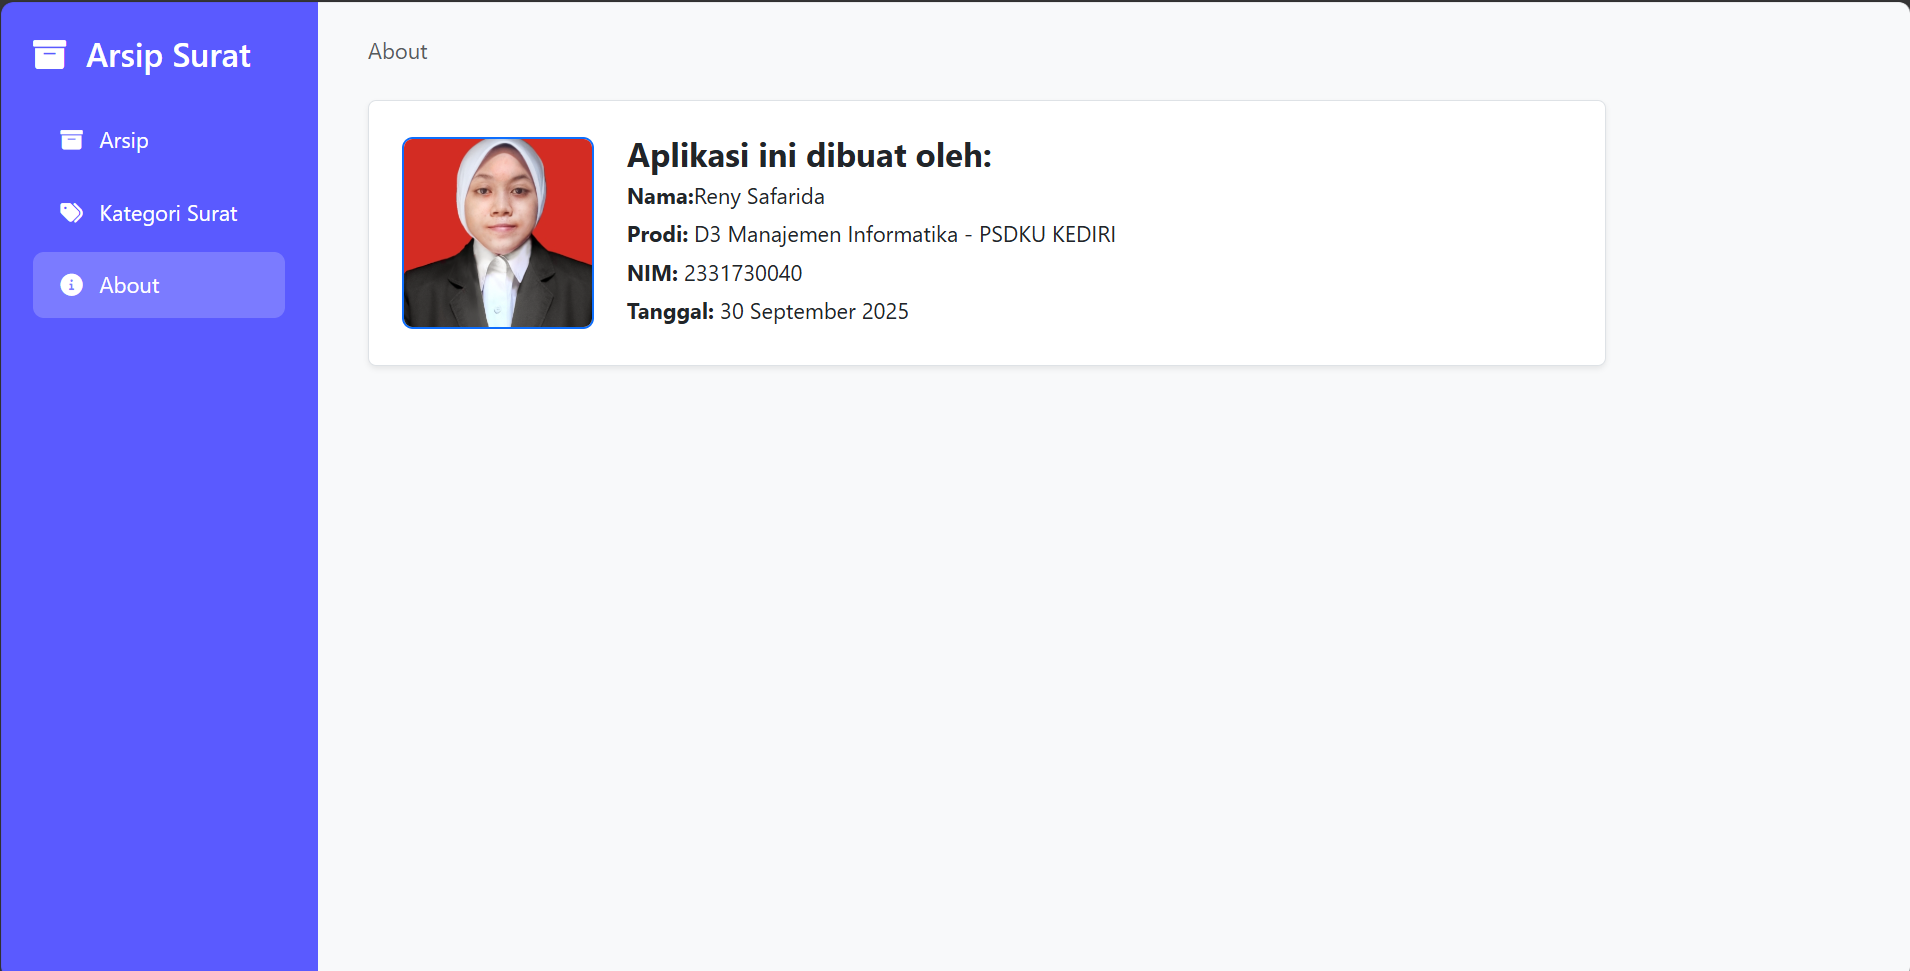 Arsip Surat
Arsip
Kategori Surat
About
About
Aplikasi ini dibuat oleh:
Nama:Reny Safarida
Prodi: D3 Manajemen Informatika - PSDKU KEDIRI
NIM: 2331730040
Tanggal: 30 September 2025